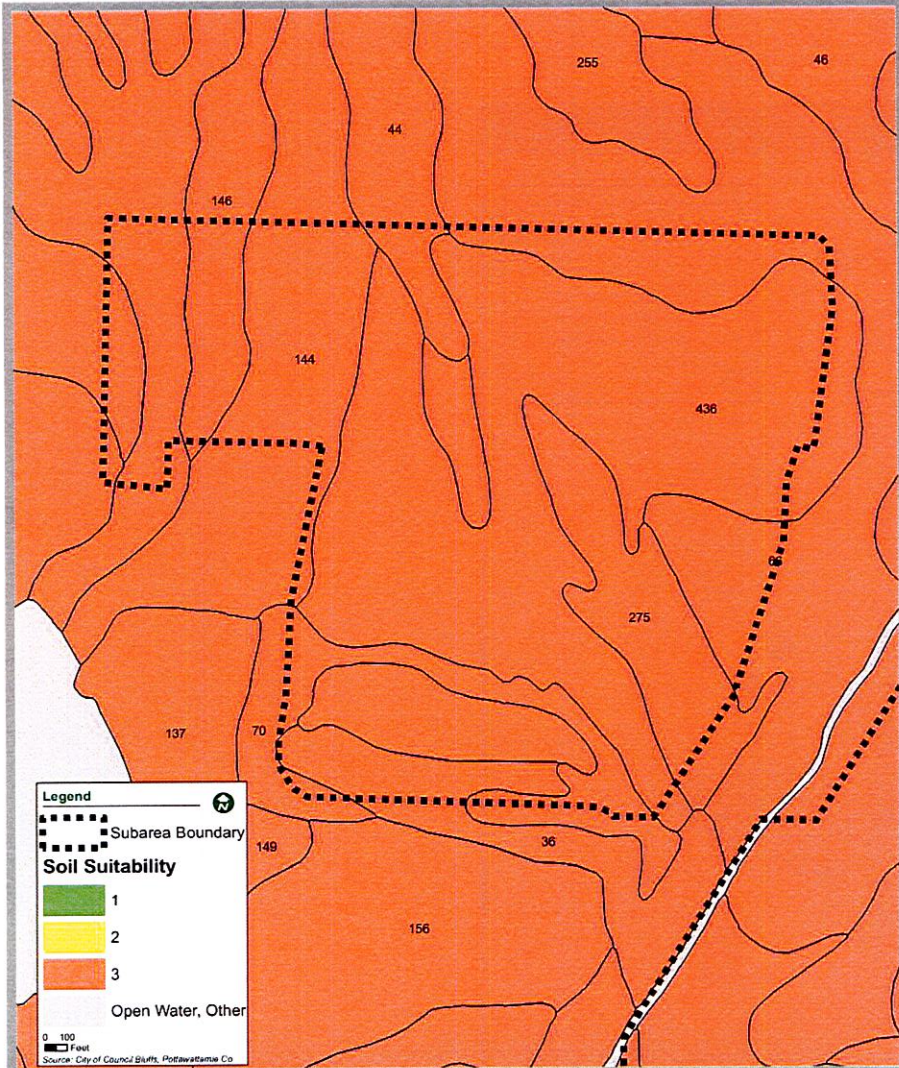 255
46
44
146
144
436
66
275
137
70
149
36
156
Legend
N
Subarea Boundary
Soil Suitability
1
2
3
Open Water, Other
0 100
Feet
Source: City of Council Bluffs, Pottawattamie Co